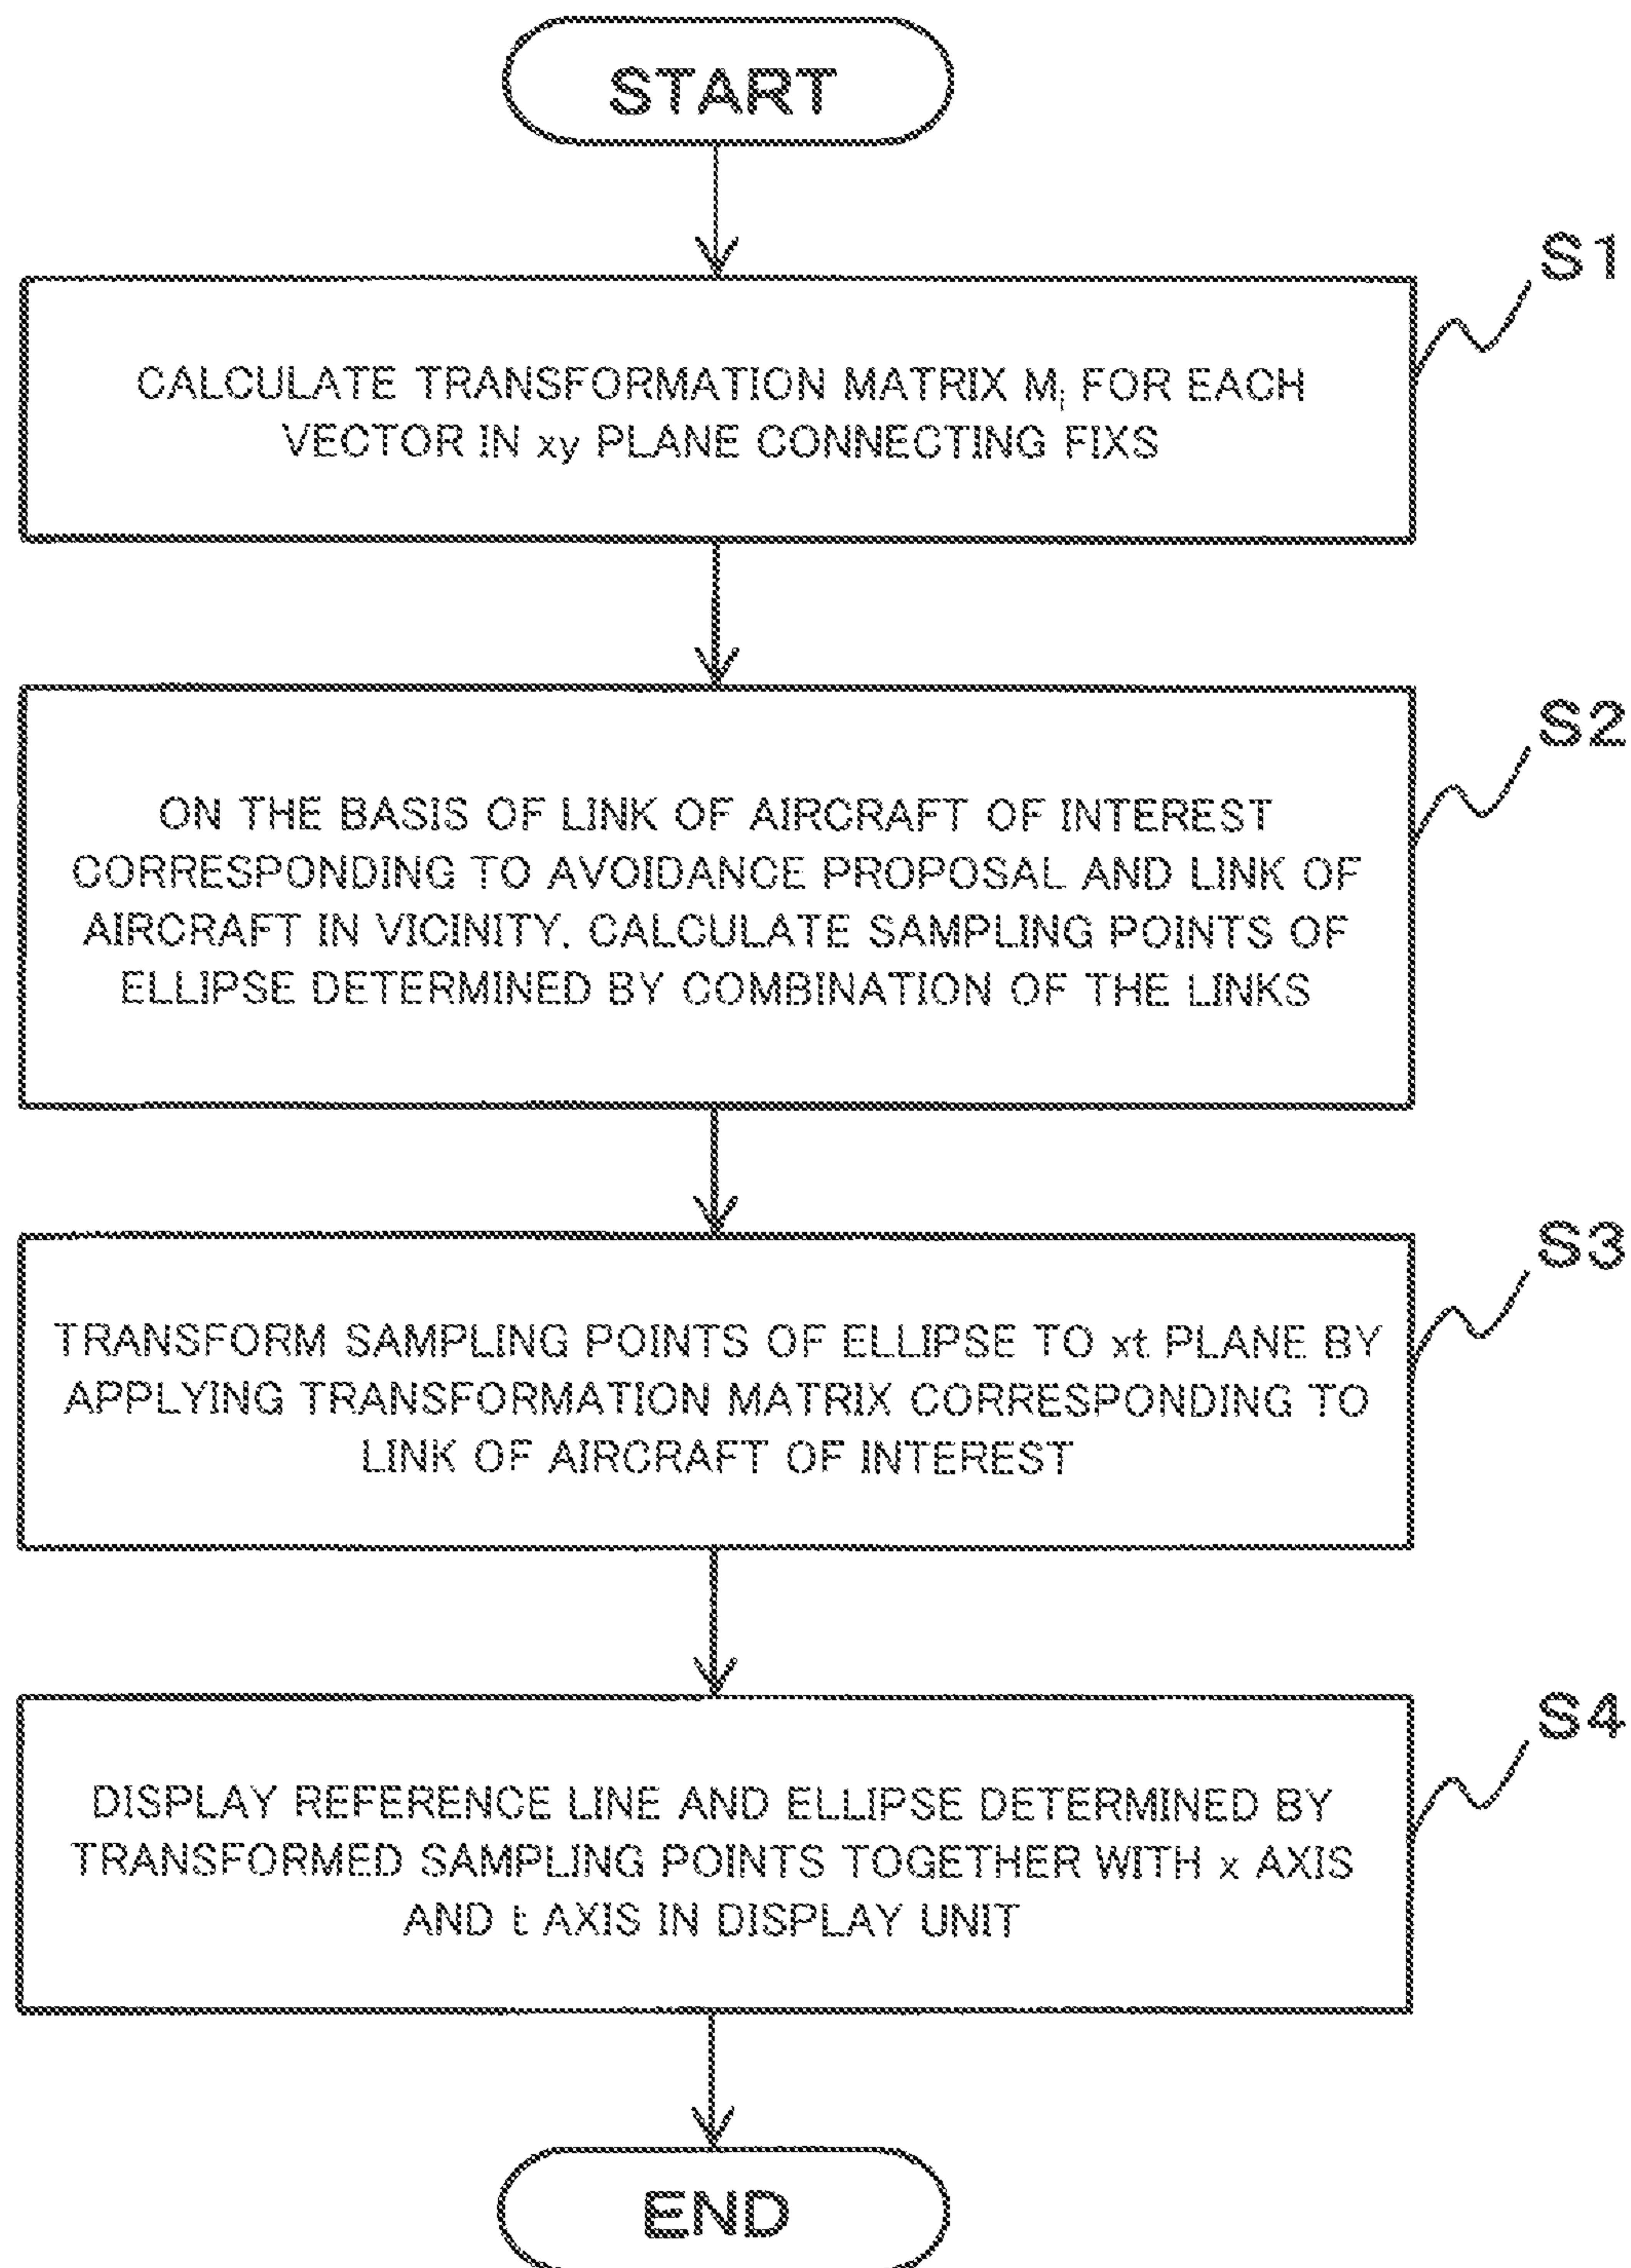 START
S1
CALCULATE TRANSFORMATION MATRIX Mi FOR EACH
VECTOR IN xy PLANE CONNECTING FIXS
S2
ON THE BASIS OF LINK OF AIRCRAFT OF INTEREST
CORRESPONDING TO AVOIDANCE PROPOSAL AND LINK OF
AIRCRAFT IN VICINITY, CALCULATE SAMPLING POINTS OF
ELLIPSE DETERMINED BY COMBINATION OF THE LINKS
S3
TRANSFORM SAMPLING POINTS OF ELLIPSE TO xt PLANE BY
APPLYING TRANSFORMATION MATRIX CORRESPONDING TO
LINK OF AIRCRAFT OF INTEREST
S4
DISPLAY REFERENCE LINE AND ELLIPSE DETERMINED BY
TRANSFORMED SAMPLING POINTS TOGETHER WITH x AXIS
AND t AXIS IN DISPLAY UNIT
END